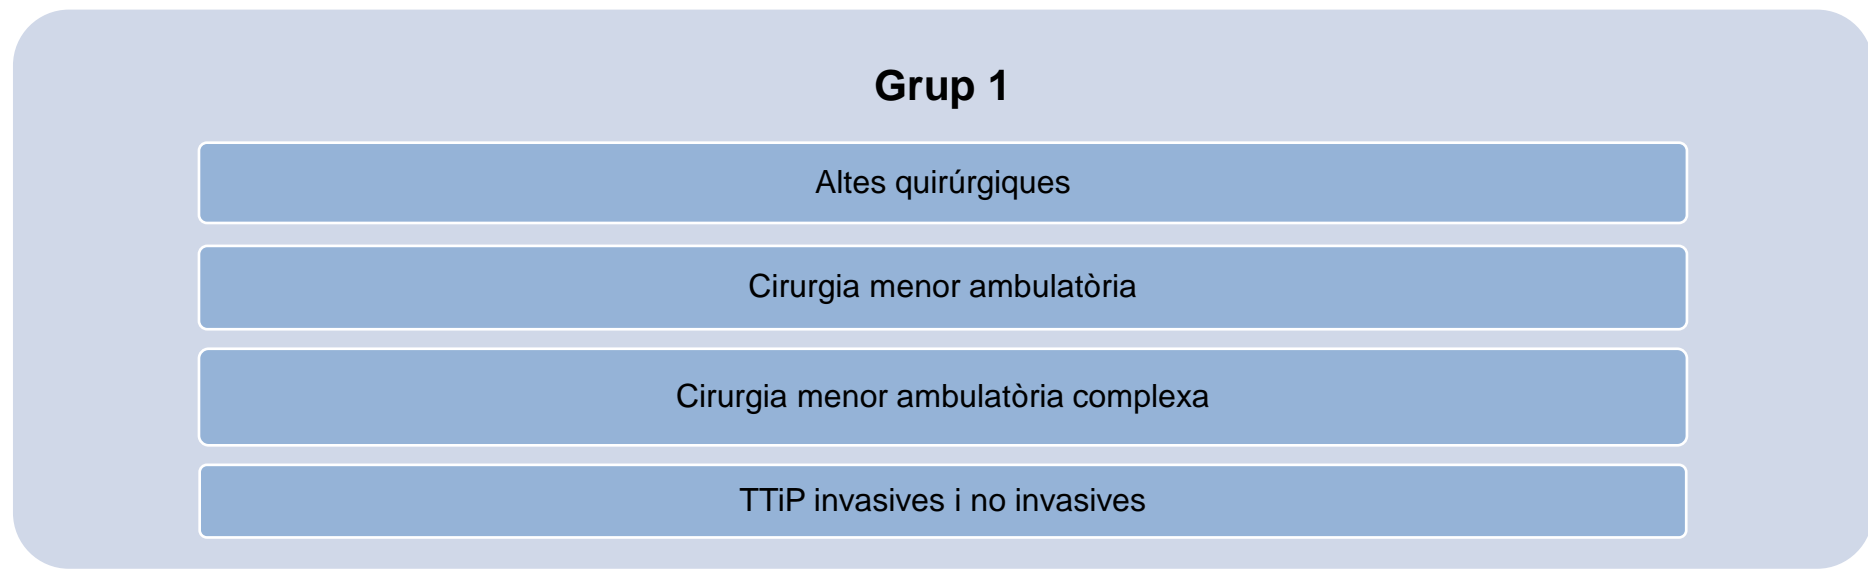 Grup 1
Altes quirúrgiques
Cirurgia menor ambulatòria
Cirurgia menor ambulatòria complexa
TTiP invasives i no invasives